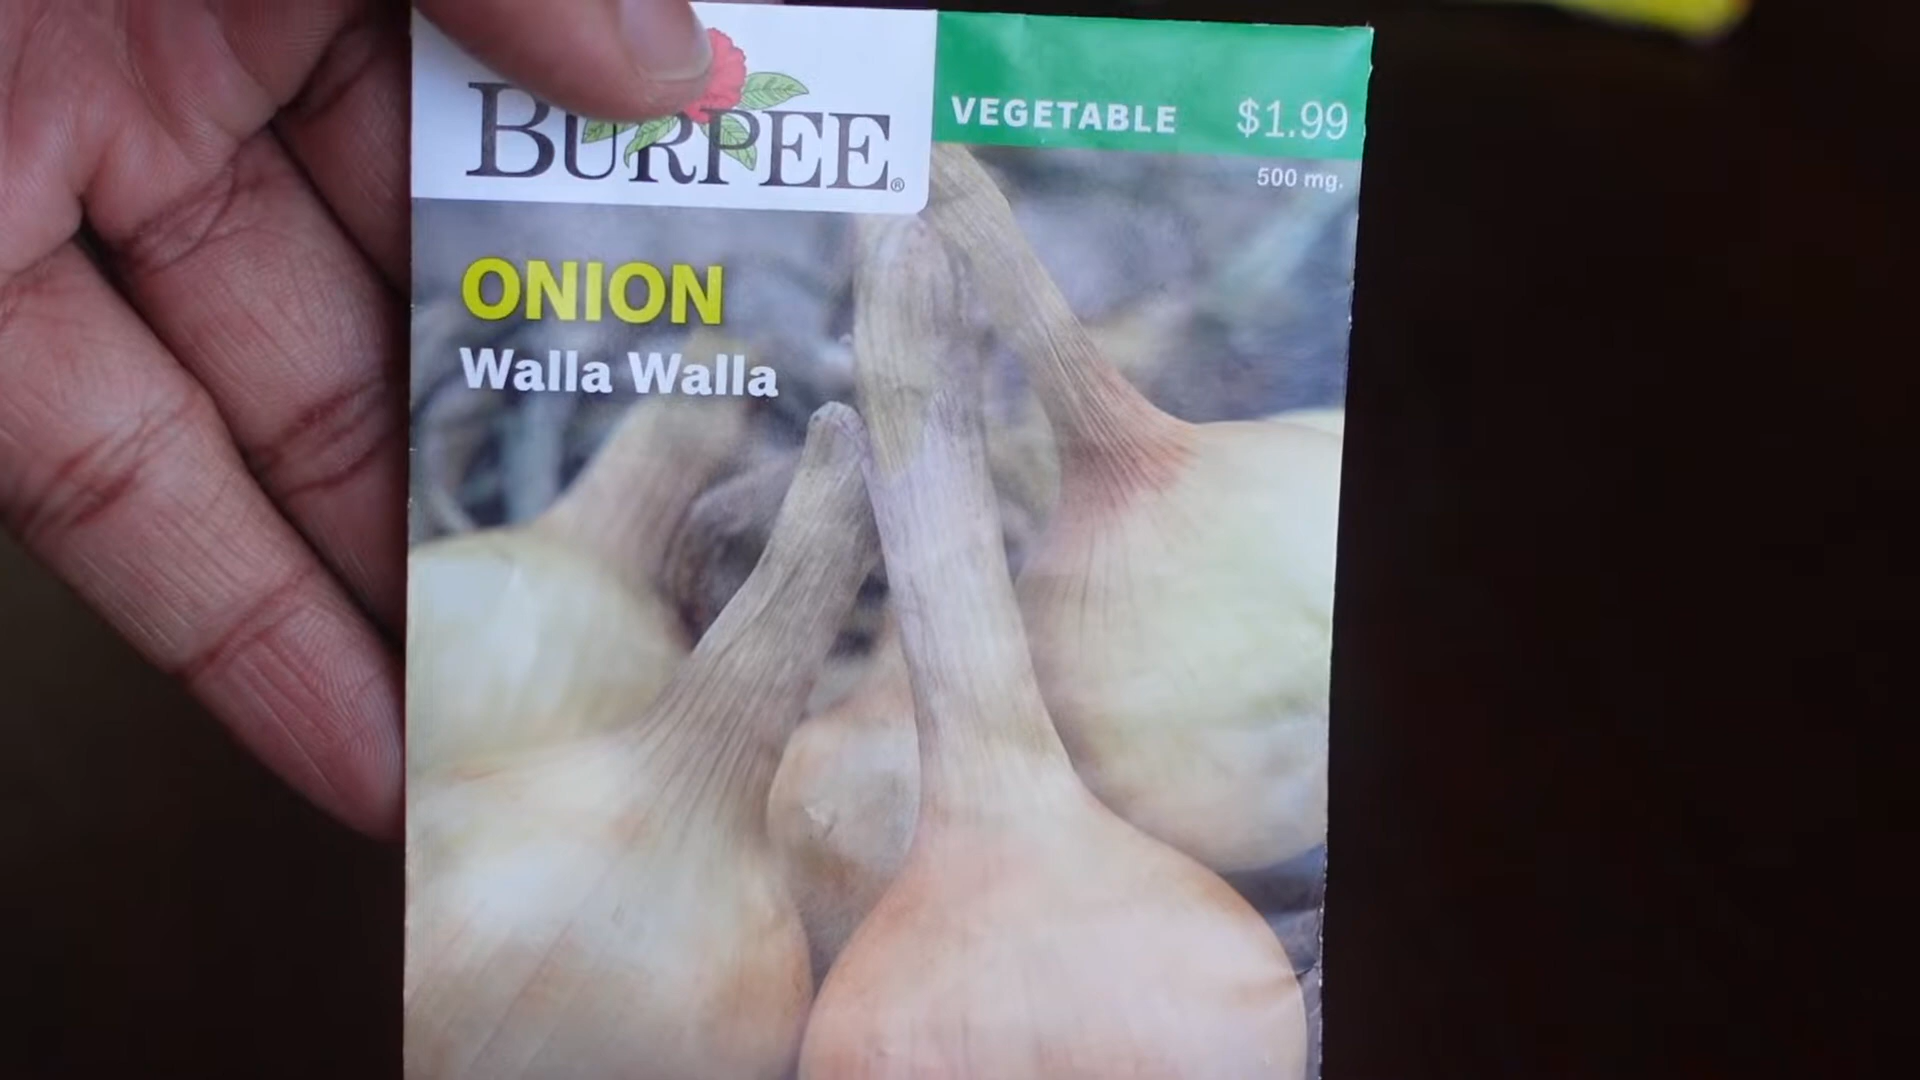 BURPEE®
VEGETABLE $1.99
500 mg.
ONION
Walla Walla